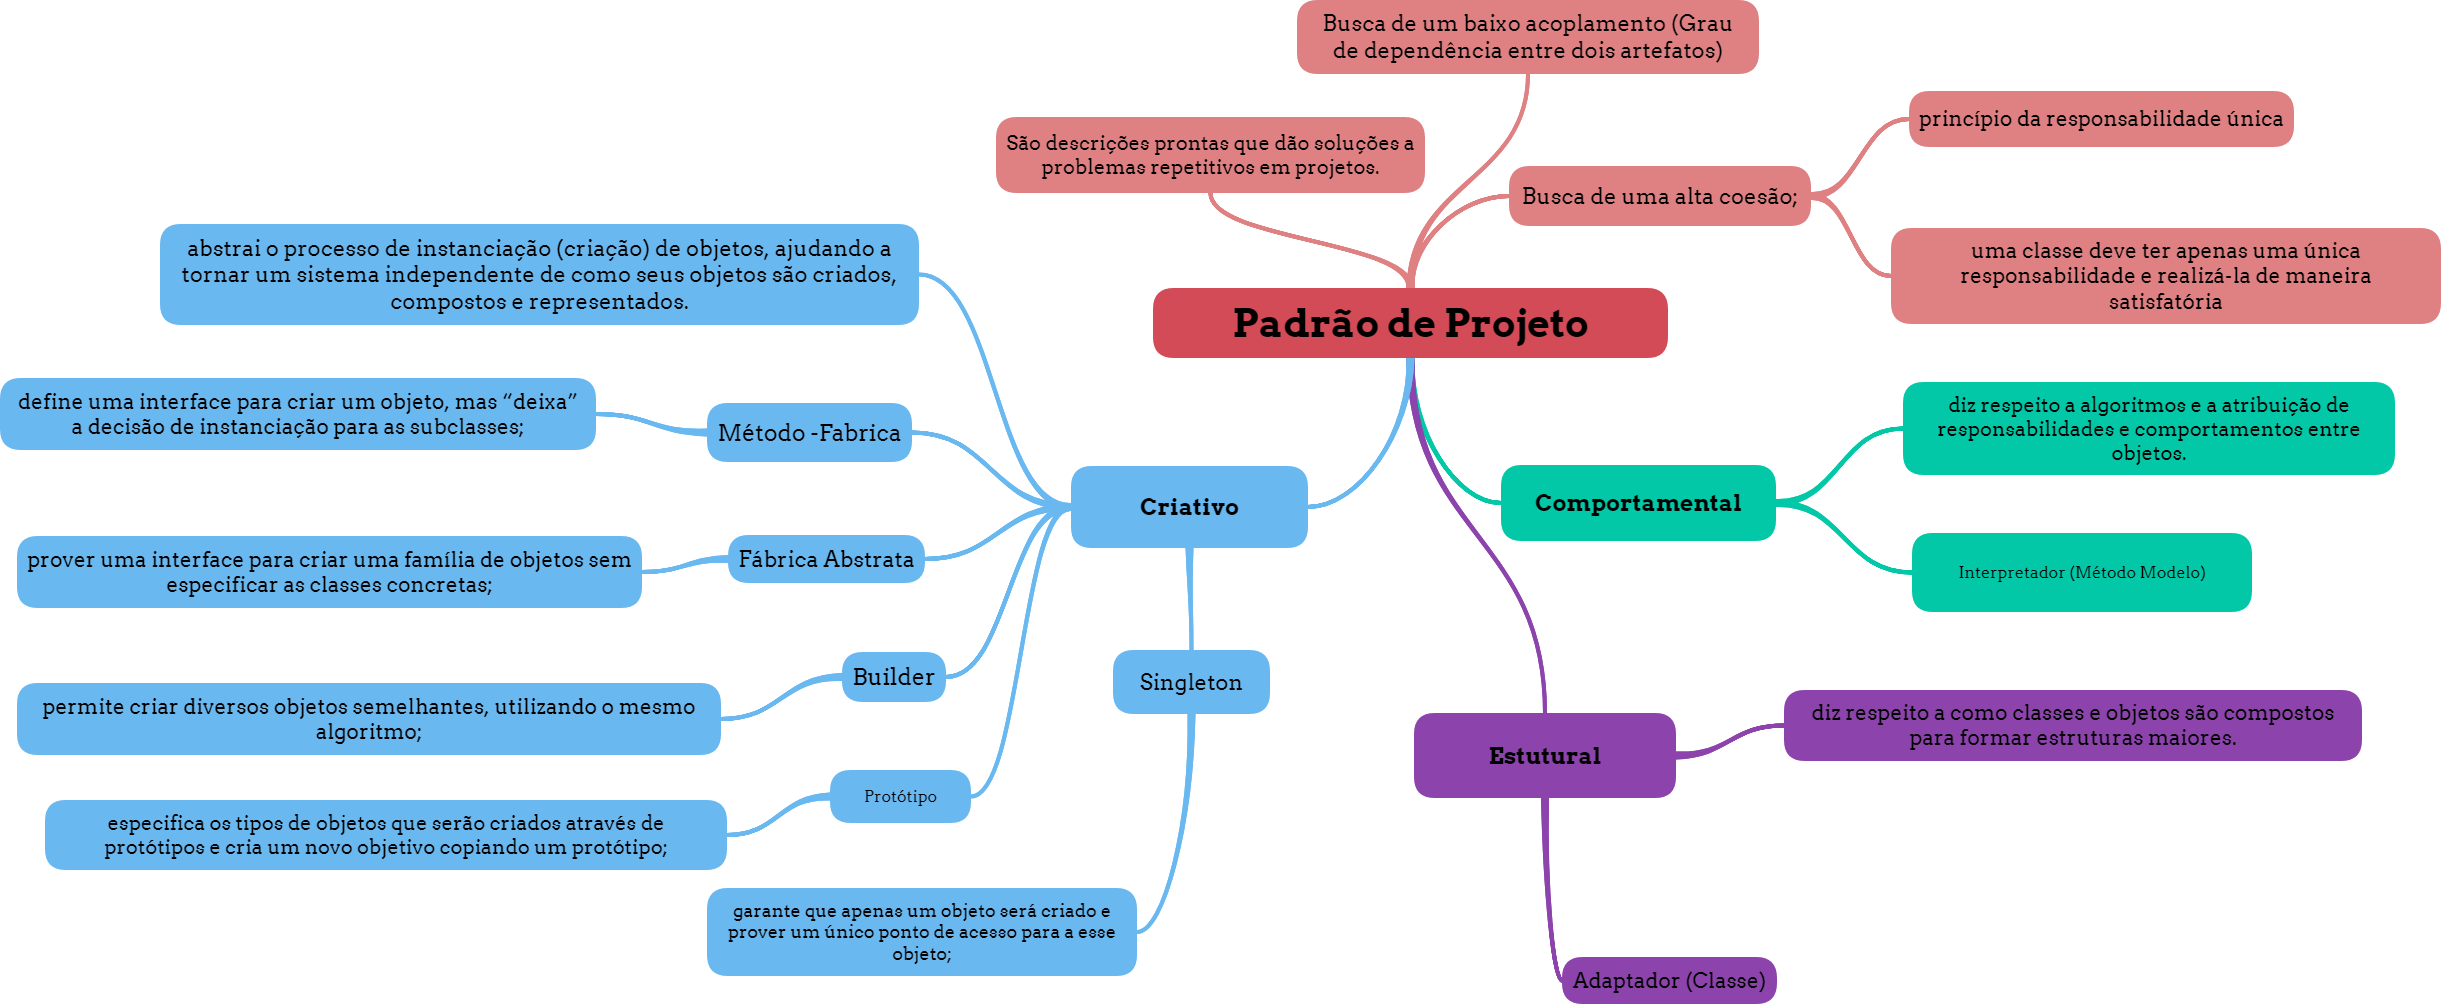 Busca de um baixo acoplamento (Grau
de dependência entre dois artefatos)
São descrições prontas que dão soluções a
problemas repetitivos em projetos.
Busca de uma alta coesão;
princípio da responsabilidade única
uma classe deve ter apenas uma única
responsabilidade e realizá-la de maneira
satisfatória
Padrão de Projeto
abstrai o processo de instanciação (criação) de objetos, ajudando a
tornar um sistema independente de como seus objetos são criados,
compostos e representados.
define uma interface para criar um objeto, mas “deixa”
a decisão de instanciação para as subclasses;
Método -Fabrica
Criativo
prover uma interface para criar uma família de objetos sem
especificar as classes concretas;
Fábrica Abstrata
Builder
permite criar diversos objetos semelhantes, utilizando o mesmo
algoritmo;
Protótipo
especifica os tipos de objetos que serão criados através de
protótipos e cria um novo objetivo copiando um protótipo;
Singleton
garante que apenas um objeto será criado e
prover um único ponto de acesso para a esse
objeto;
Comportamental
diz respeito a algoritmos e a atribuição de
responsabilidades e comportamentos entre
objetos.
Interpretador (Método Modelo)
Estutural
diz respeito a como classes e objetos são compostos
para formar estruturas maiores.
Adaptador (Classe)